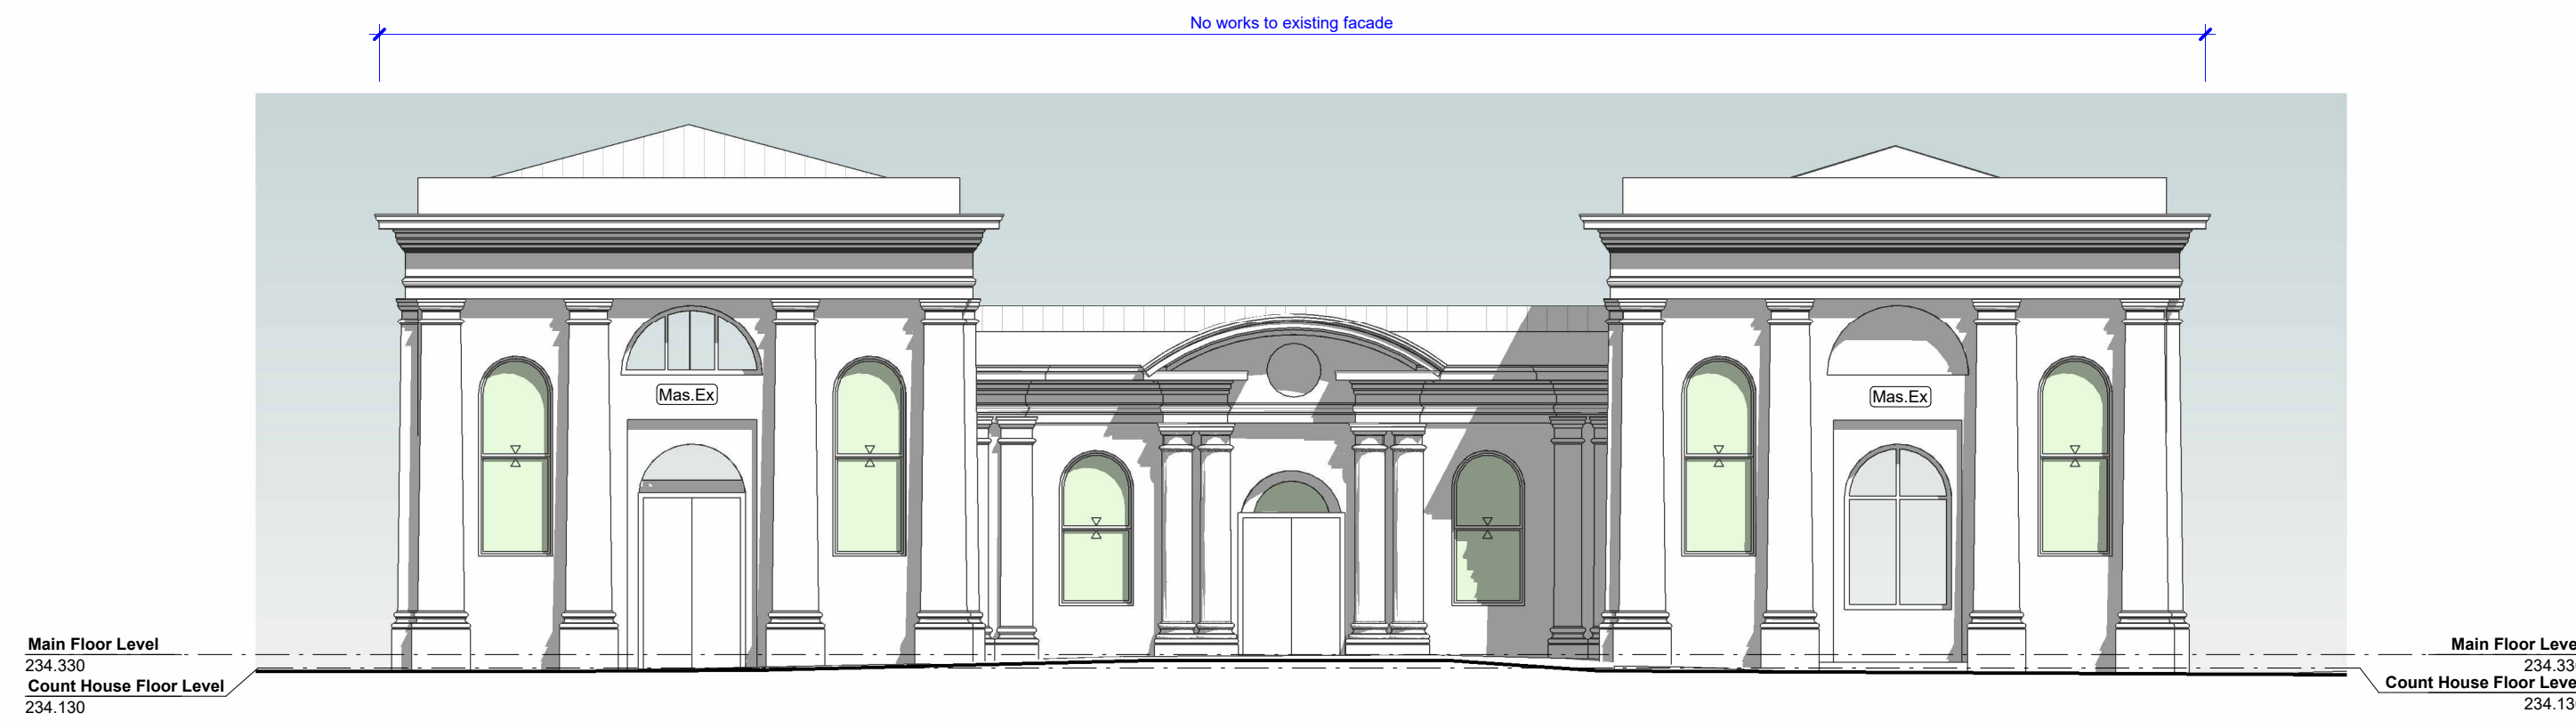 No works to existing facade
Mas.Ex
Mas.Ex
Main Floor Level
234.330
Count House Floor Level
234.130
Main Floor Leve
234.33
Count House Floor Leve
234.13